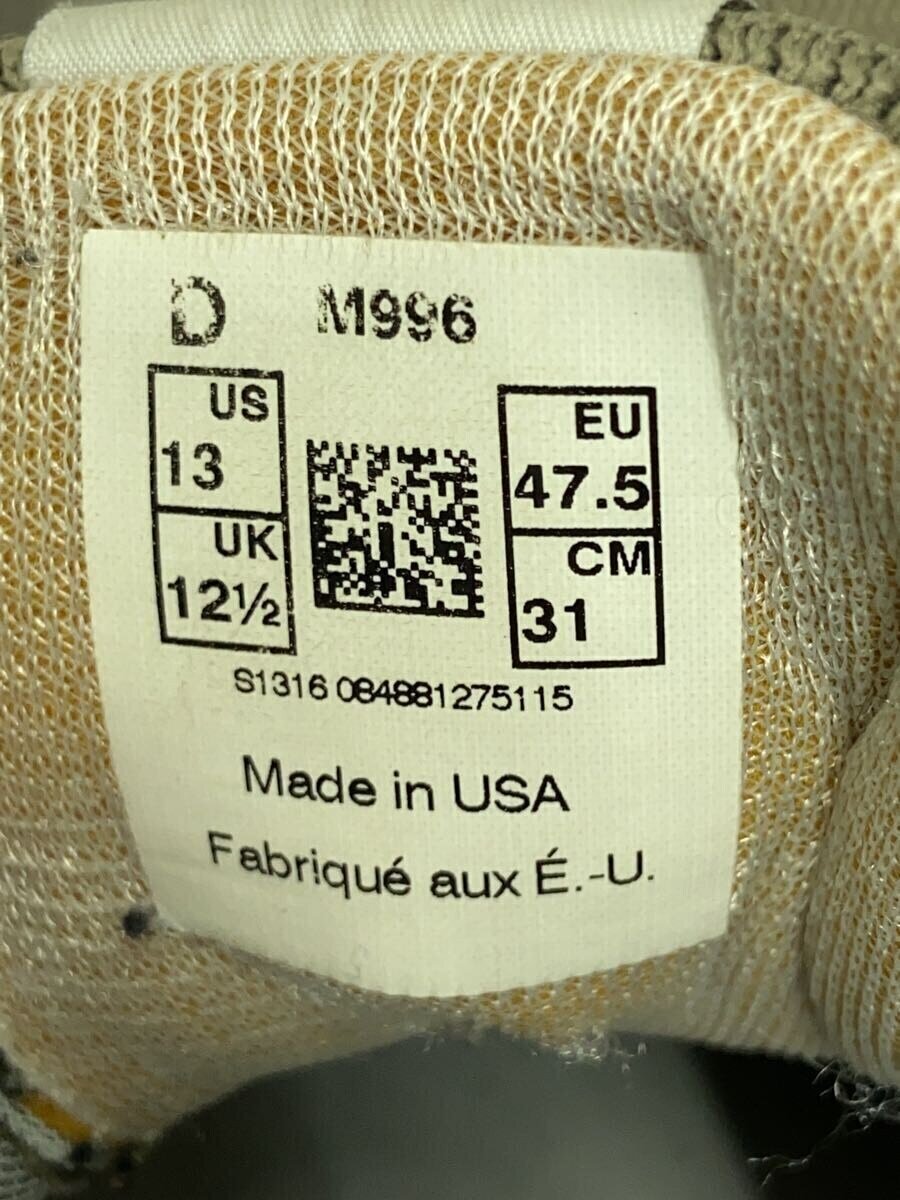 D M996
US
13
UK
12½
EU
47.5
CM
31
S1316 084881275115
Made in USA
Fabriqué aux É.-U.